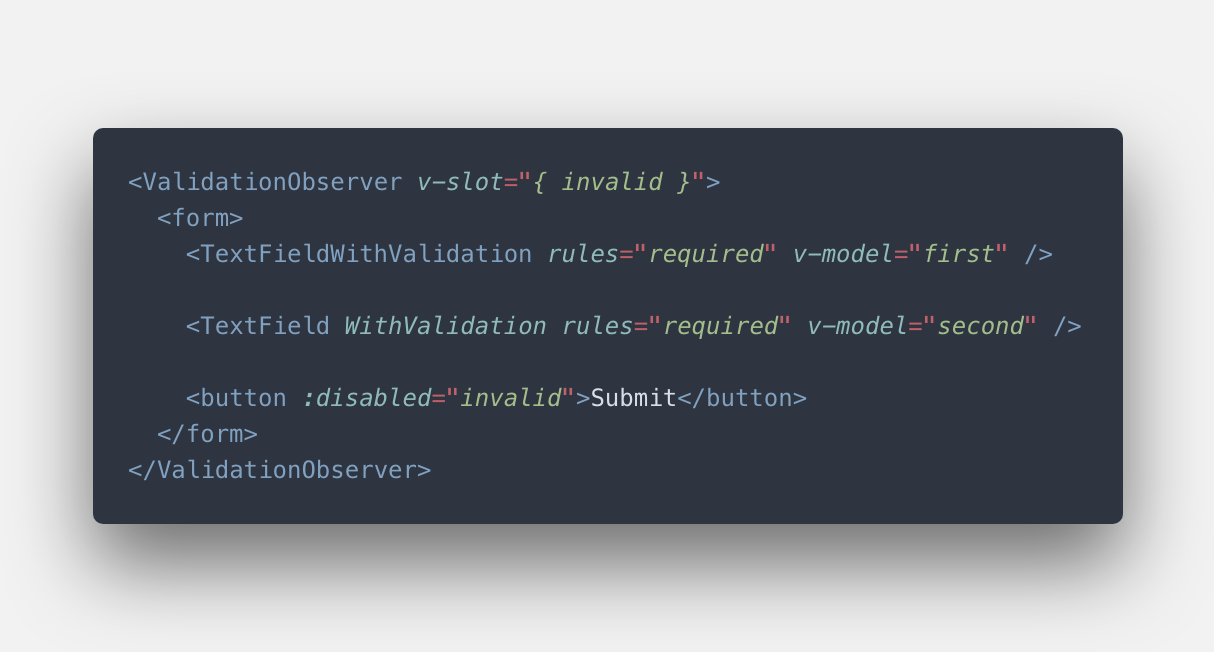 <ValidationObserver v-slot="{ invalid }">
  <form>
    <TextFieldWithValidation rules="required" v-model="first" />
    <TextField WithValidation rules="required" v-model="second" />
    <button :disabled="invalid">Submit</button>
  </form>
</ValidationObserver>